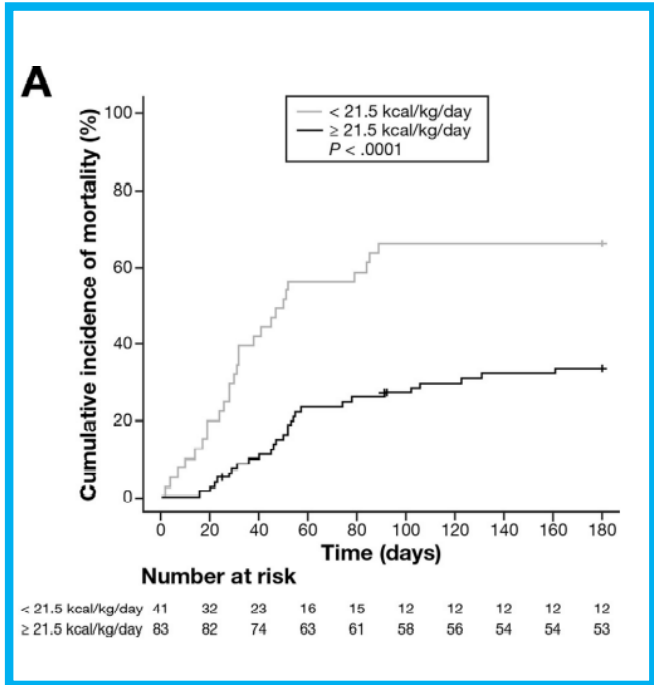 A
< 21.5 kcal/kg/day
≥ 21.5 kcal/kg/day
P < .0001
Cumulative incidence of mortality (%)
100
80
60
40
20
0
0 20 40 60 80 100 120 140 160 180
Time (days)
Number at risk
< 21.5 kcal/kg/day 41 32 23 16 15 12 12 12 12 12
≥ 21.5 kcal/kg/day 83 82 74 63 61 58 56 54 54 53